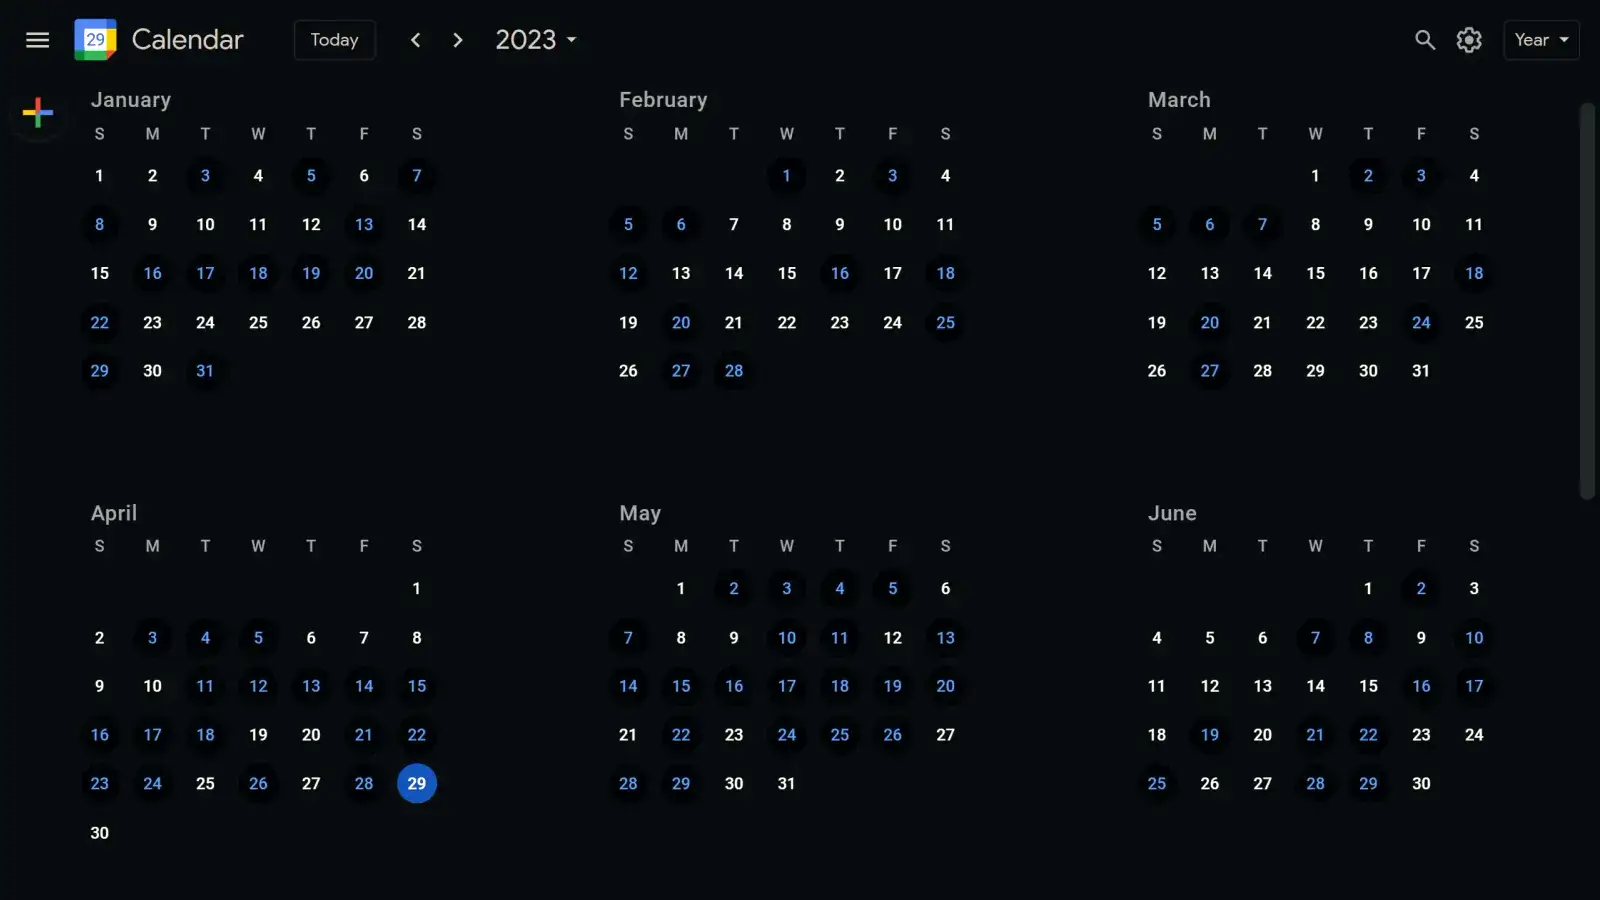 29 Calendar Today 2023 Year
January
S M T W T F S
1 2 3 4 5 6 7
8 9 10 11 12 13 14
15 16 17 18 19 20 21
22 23 24 25 26 27 28
29 30 31
February
S M T W T F S
1 2 3 4
5 6 7 8 9 10 11
12 13 14 15 16 17 18
19 20 21 22 23 24 25
26 27 28
March
S M T W T F S
1 2 3 4
5 6 7 8 9 10 11
12 13 14 15 16 17 18
19 20 21 22 23 24 25
26 27 28 29 30 31
April
S M T W T F S
1
2 3 4 5 6 7 8
9 10 11 12 13 14 15
16 17 18 19 20 21 22
23 24 25 26 27 28 29
30
May
S M T W T F S
1 2 3 4 5 6
7 8 9 10 11 12 13
14 15 16 17 18 19 20
21 22 23 24 25 26 27
28 29 30 31
June
S M T W T F S
1 2 3
4 5 6 7 8 9 10
11 12 13 14 15 16 17
18 19 20 21 22 23 24
25 26 27 28 29 30